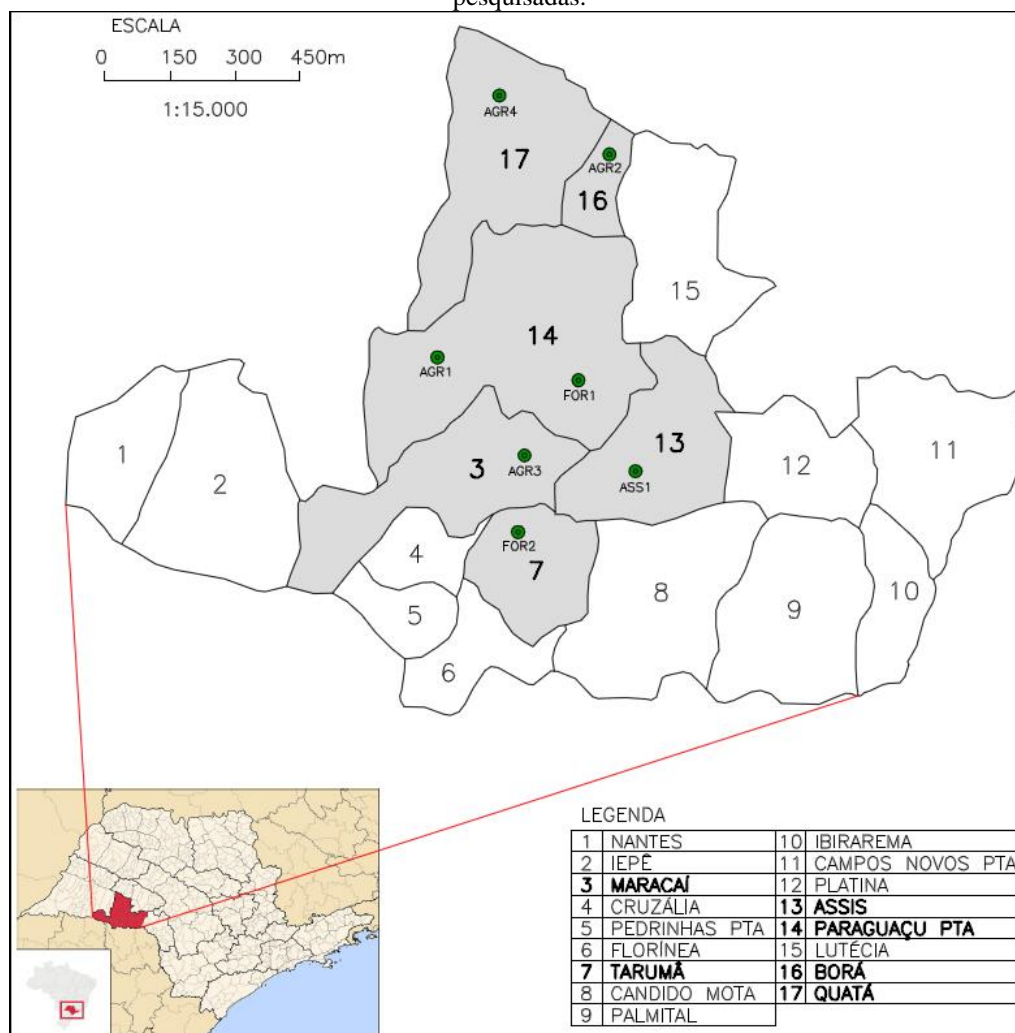 pesquisadas.
ESCALA
0 150 300 450m
1:15.000
AGR4
17
AGR2
16
15
14
AGR1
FOR1
13
11
1
3
AGR3
12
2
ASS1
FOR2
4
7
10
8
5
9
6
LEGENDA
1 NANTES 10 IBIRAREMA
2 IEPÊ 11 CAMPOS NOVOS PTA
3 MARACAÍ 12 PLATINA
4 CRUZÁLIA 13 ASSIS
5 PEDRINHAS PTA 14 PARAGUAÇU PTA
6 FLORÍNEA 15 LUTÉCIA
7 TARUMÃ 16 BORÁ
8 CANDIDO MOTA 17 QUATÁ
9 PALMITAL